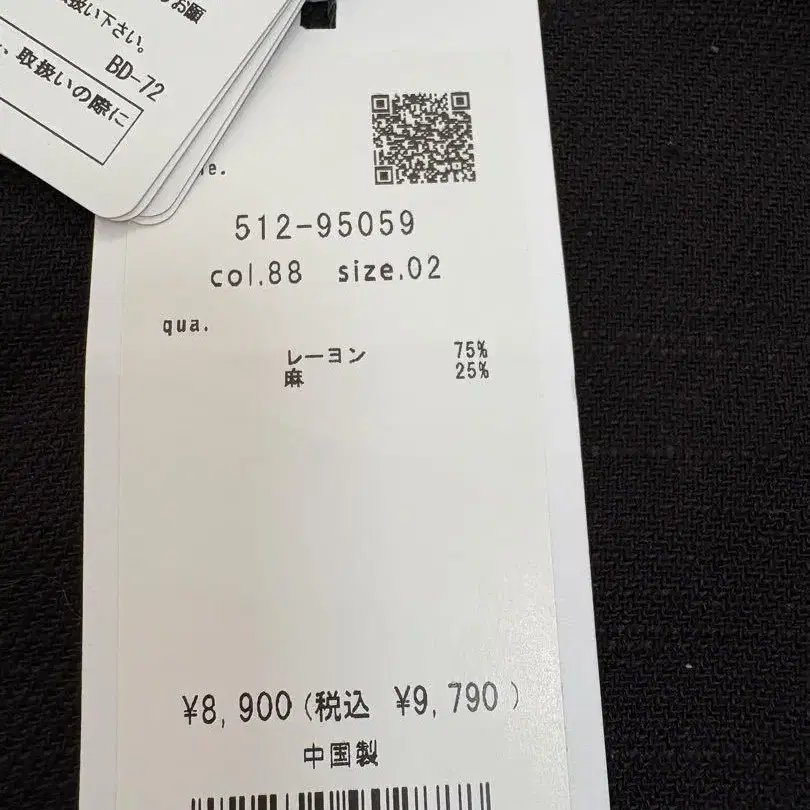 お願
扱い下さい。
BD-72
、取扱いの際に
512-95059
col.88 size.02
qua.
レーヨン 75%
麻 25%
¥8,900(税込 ¥9,790)
中国製